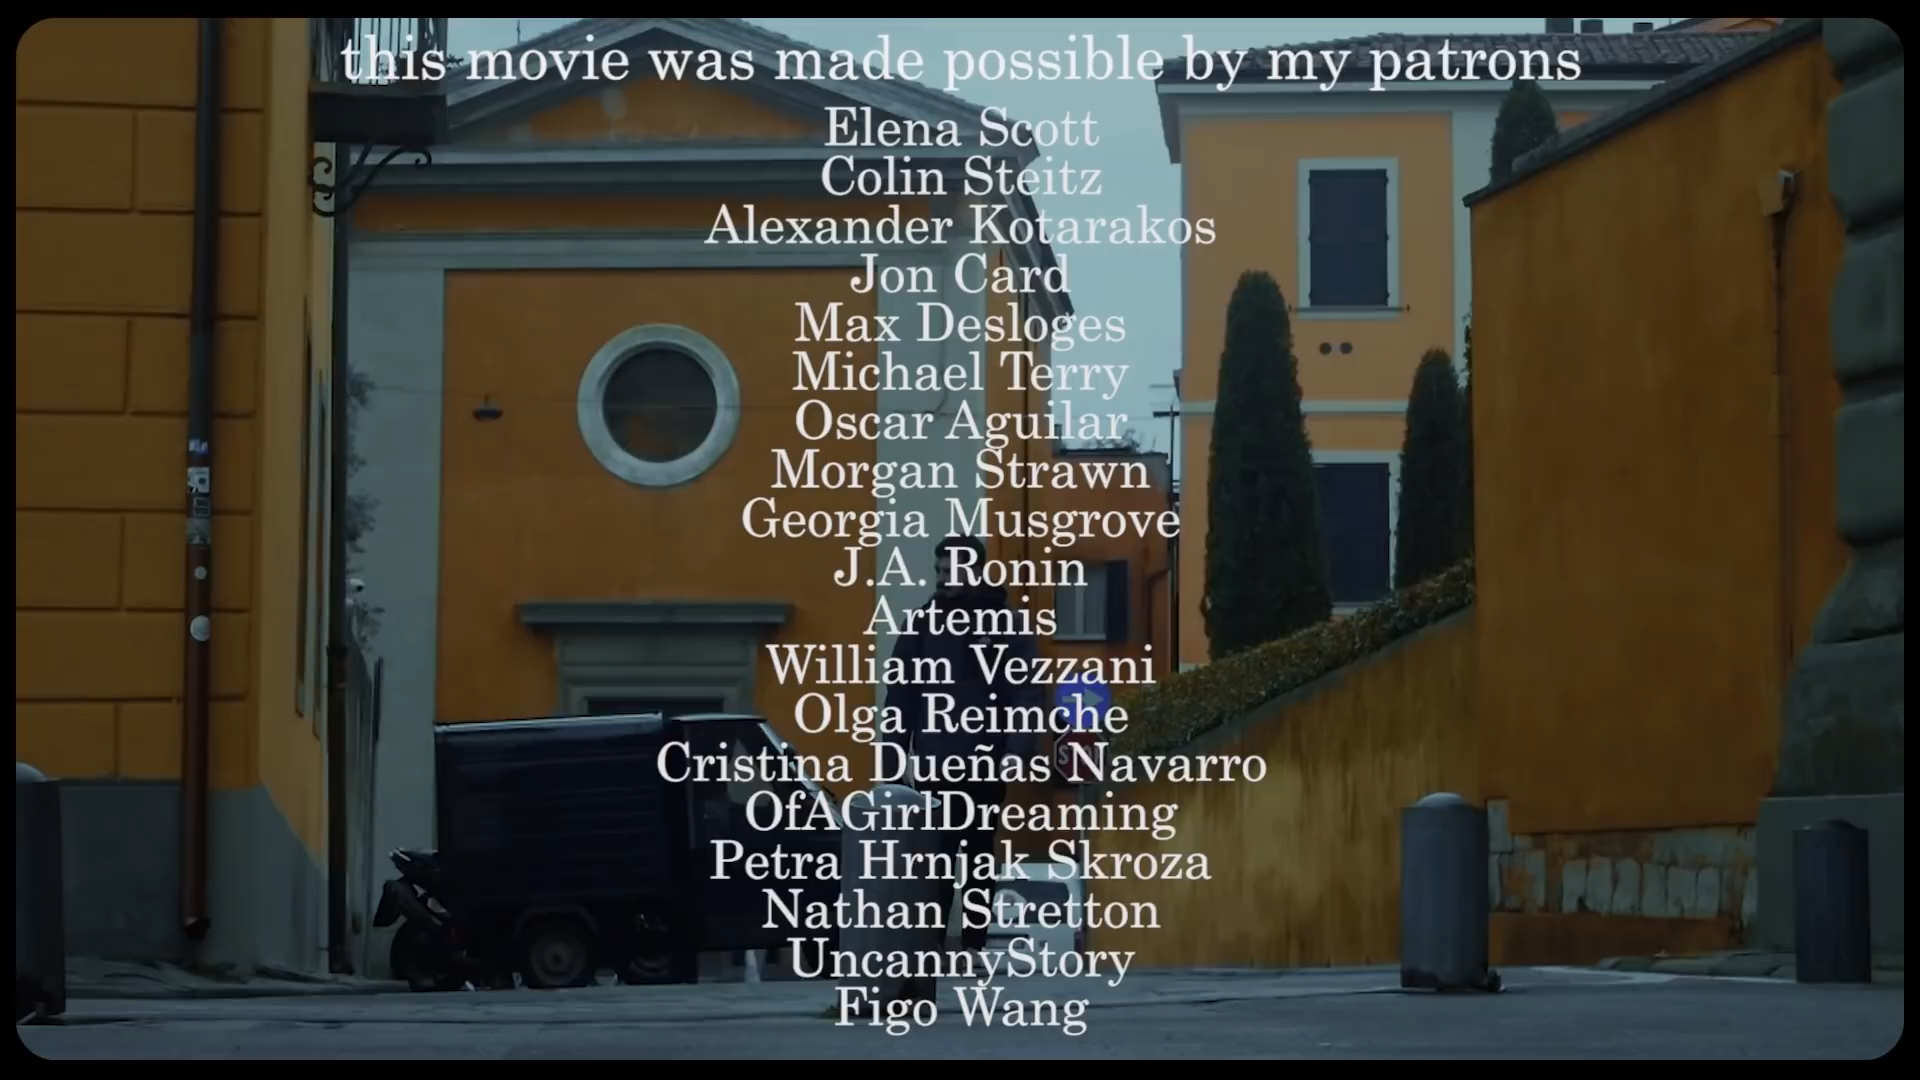 this movie was made possible by my patrons
Elena Scott
Colin Steitz
Alexander Kotarakos
Jon Card
Max Desloges
Michael Terry
Oscar Aguilar
Morgan Strawn
Georgia Musgrove
J.A. Ronin
Artemis
William Vezzani
Olga Reimche
Cristina Dueñas Navarro
OfAGirlDreaming
Petra Hrnjak Skroza
Nathan Stretton
UncannyStory
Figo Wang